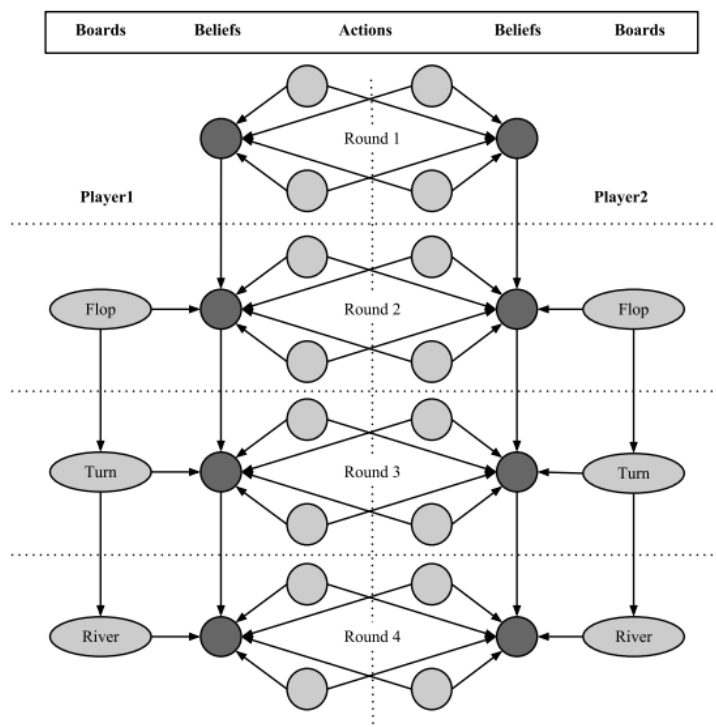 Boards Beliefs Actions Beliefs Boards
Round 1
Player1 Player2
Flop Round 2 Flop
Turn Round 3 Turn
River Round 4 River